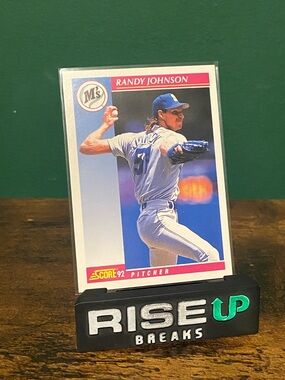 RANDY JOHNSON
M's
SCORE 92 PITCHER
RISE UP
BREAKS